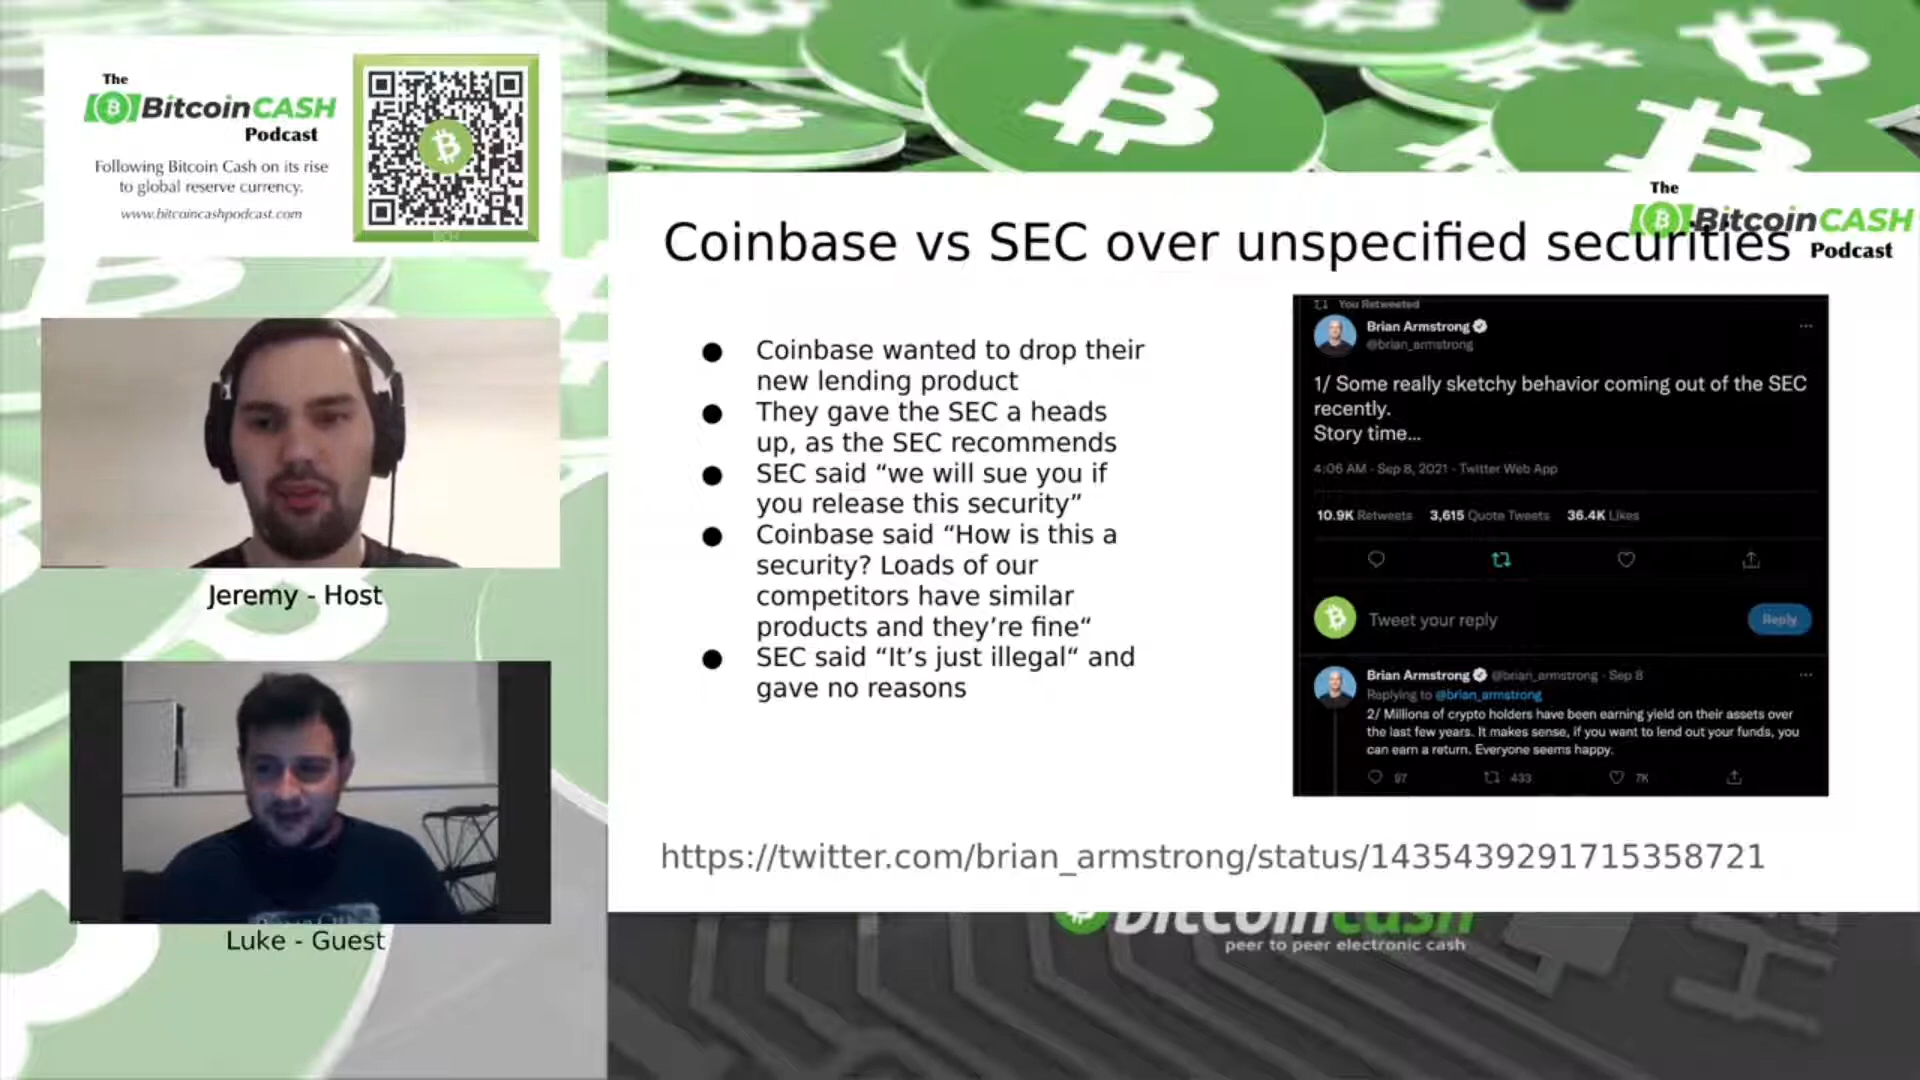 The
BitcoinCASH
Podcast
Following Bitcoin Cash on its rise
to global reserve currency.
www.bitcoincashpodcast.com
BCH
Jeremy - Host
Luke - Guest
The
BitcoinCASH
Podcast
Coinbase vs SEC over unspecified securities
● Coinbase wanted to drop their
new lending product
● They gave the SEC a heads
up, as the SEC recommends
● SEC said “we will sue you if
you release this security”
● Coinbase said “How is this a
security? Loads of our
competitors have similar
products and they’re fine“
● SEC said “It’s just illegal“ and
gave no reasons
You Retweeted
Brian Armstrong
@brian_armstrong
1/ Some really sketchy behavior coming out of the SEC
recently.
Story time...
4:06 AM · Sep 8, 2021 · Twitter Web App
10.9K Retweets 3,615 Quote Tweets 36.4K Likes
Tweet your reply
Reply
Brian Armstrong @brian_armstrong · Sep 8
Replying to @brian_armstrong
2/ Millions of crypto holders have been earning yield on their assets over
the last few years. It makes sense, if you want to lend out your funds, you
can earn a return. Everyone seems happy.
97 433 7K
https://twitter.com/brian_armstrong/status/1435439291715358721
Bitcoincash
peer to peer electronic cash